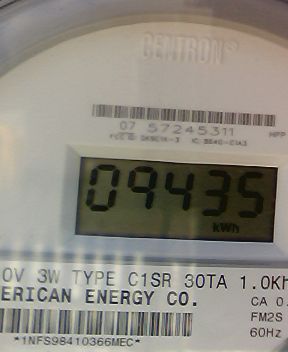 CENTRON®
07 57245311
HPP
09435
kWh
0V 3W TYPE C1SR 30TA 1.0Kh
ERICAN ENERGY CO.
CA 0.
FM2S
60Hz
*1NFS98410366MEC*